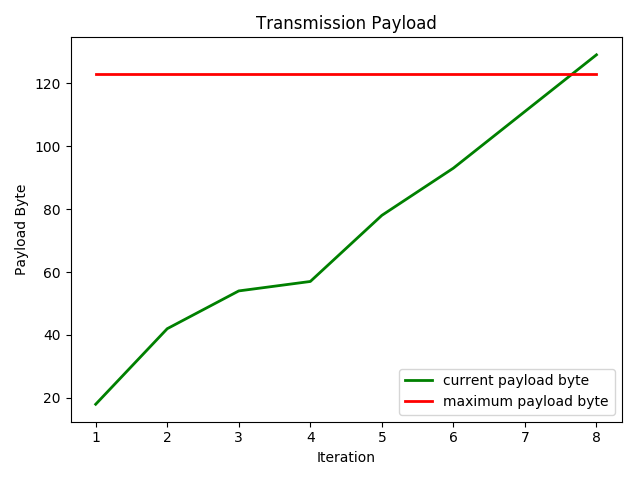 Transmission Payload
Payload Byte
120
100
80
60
40
20
current payload byte
maximum payload byte
1 2 3 4 5 6 7 8
Iteration